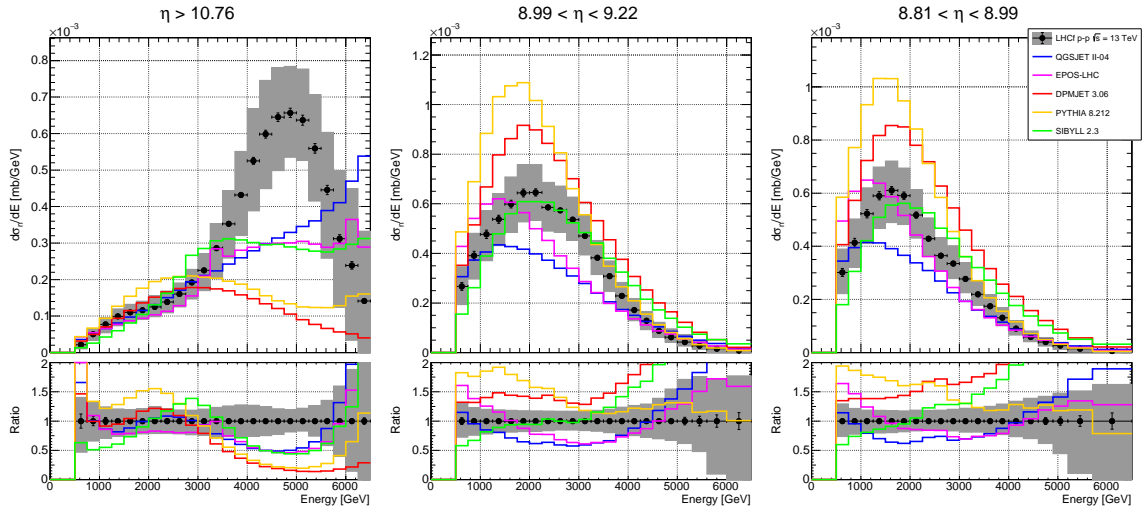 η > 10.76
8.99 < η < 9.22
8.81 < η < 8.99
×10⁻³
0.8
0.7
0.6
0.5
0.4
0.3
0.2
0.1
0
dσn/dE [mb/GeV]
2
1.5
1
0.5
0
Ratio
0 1000 2000 3000 4000 5000 6000
Energy [GeV]
×10⁻³
1.2
1
0.8
0.6
0.4
0.2
0
dσn/dE [mb/GeV]
2
1.5
1
0.5
0
Ratio
0 1000 2000 3000 4000 5000 6000
Energy [GeV]
×10⁻³
1
0.8
0.6
0.4
0.2
0
dσn/dE [mb/GeV]
2
1.5
1
0.5
0
Ratio
0 1000 2000 3000 4000 5000 6000
Energy [GeV]
LHCf p-p √s = 13 TeV
QGSJET II-04
EPOS-LHC
DPMJET 3.06
PYTHIA 8.212
SIBYLL 2.3